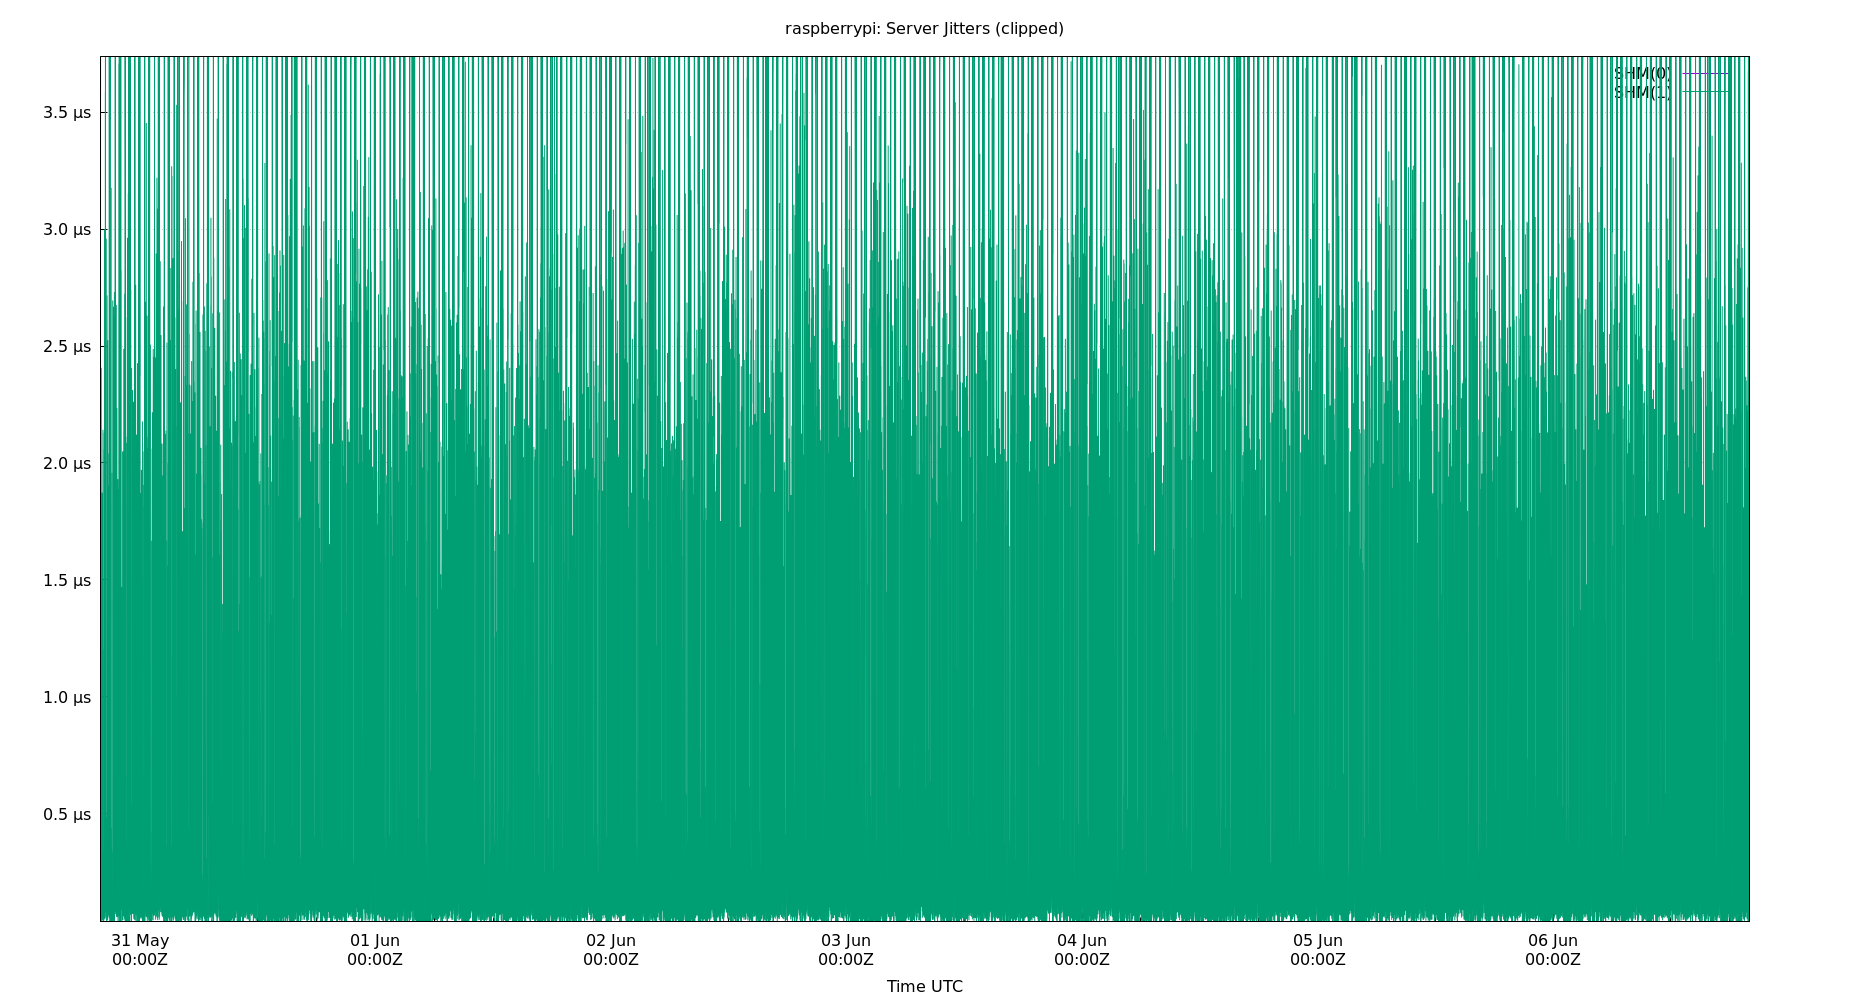 raspberrypi: Server Jitters (clipped)
SHM(0)
SHM(1)
3.5 µs
3.0 µs
2.5 µs
2.0 µs
1.5 µs
1.0 µs
0.5 µs
31 May 01 Jun 02 Jun 03 Jun 04 Jun 05 Jun 06 Jun
00:00Z 00:00Z 00:00Z 00:00Z 00:00Z 00:00Z 00:00Z
Time UTC